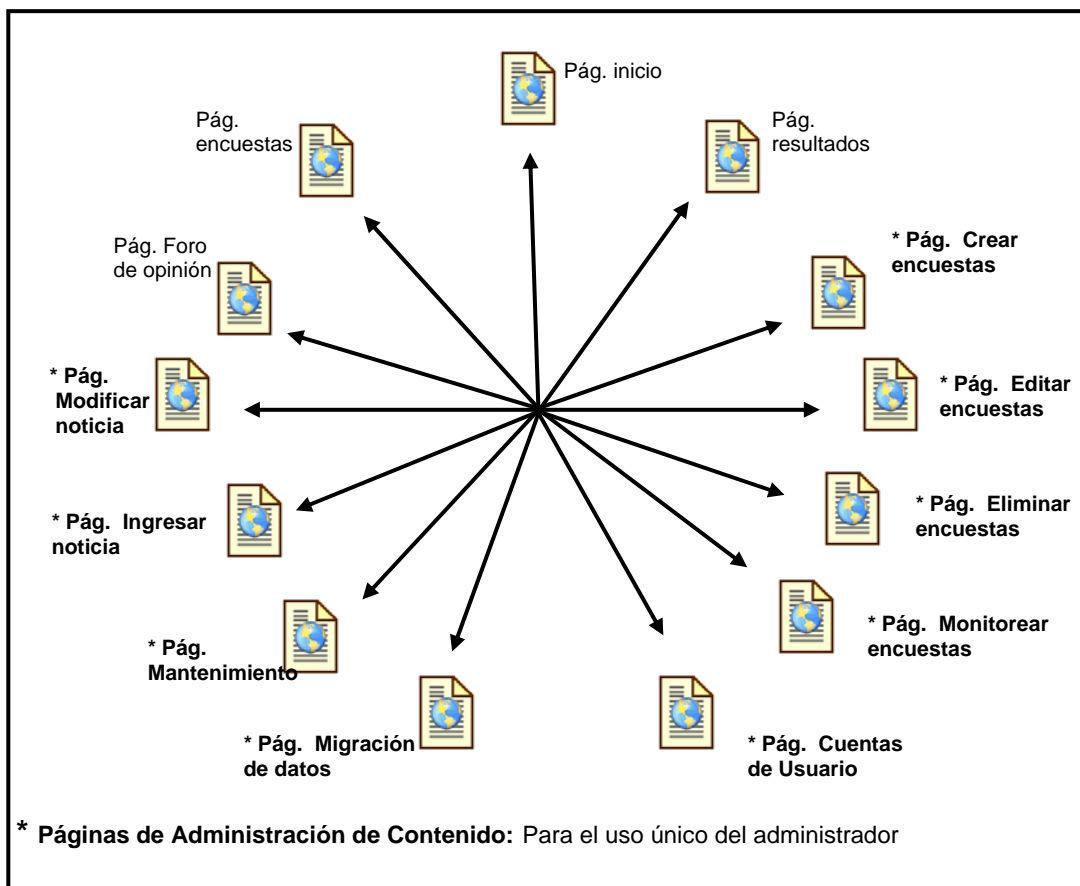 Pág. inicio
Pág.
encuestas
Pág.
resultados
Pág. Foro
de opinión
* Pág. Crear
encuestas
* Pág.
Modificar
noticia
* Pág. Editar
encuestas
* Pág. Ingresar
noticia
* Pág. Eliminar
encuestas
* Pág.
Mantenimiento
* Pág. Monitorear
encuestas
* Pág. Migración
de datos
* Pág. Cuentas
de Usuario
* Páginas de Administración de Contenido: Para el uso único del administrador